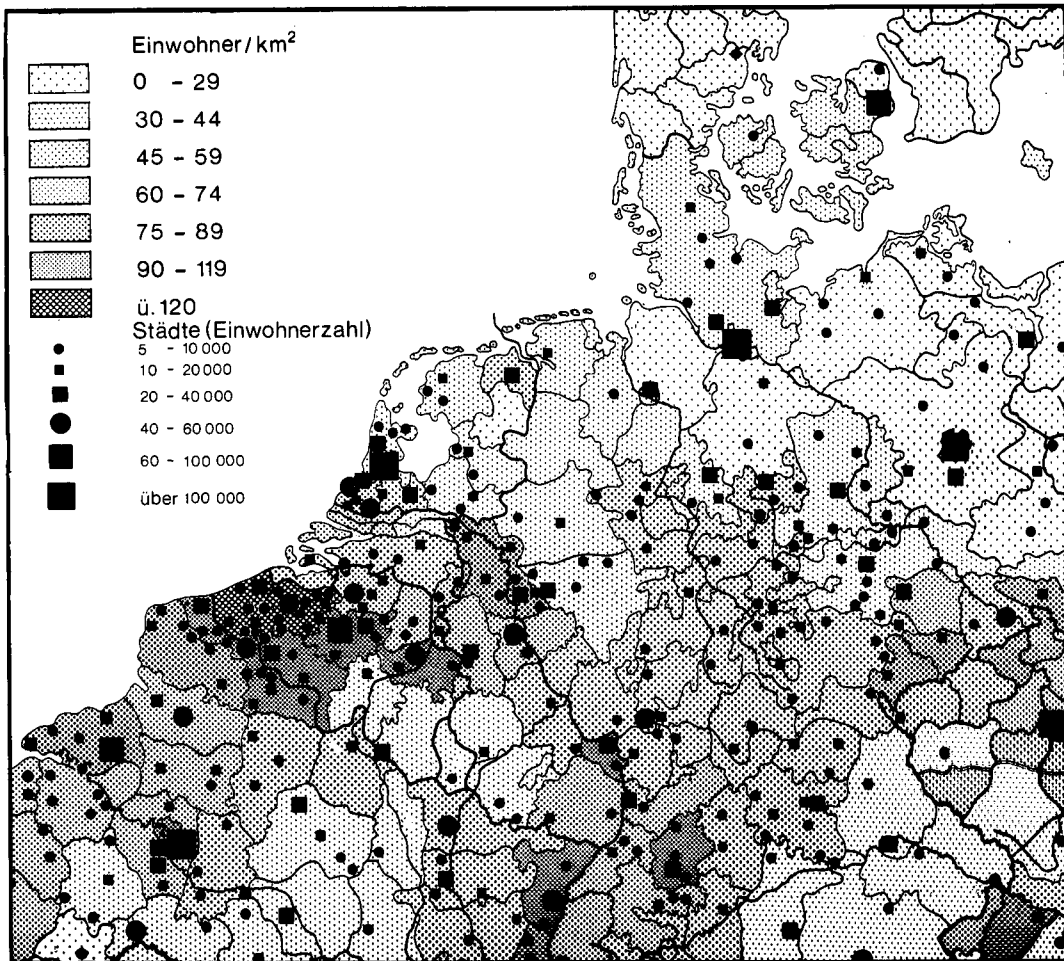 Einwohner/km²
0 - 29
30 - 44
45 - 59
60 - 74
75 - 89
90 - 119
ü. 120
Städte (Einwohnerzahl)
5 - 10 000
10 - 20 000
20 - 40 000
40 - 60 000
60 - 100 000
über 100 000